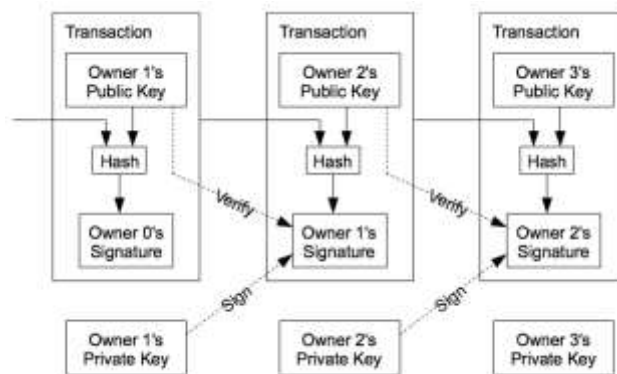 Transaction
Owner 1's
Public Key
Hash
Owner 0's
Signature
Transaction
Owner 2's
Public Key
Hash
Owner 1's
Signature
Transaction
Owner 3's
Public Key
Hash
Owner 2's
Signature
Verify
Verify
Sign
Sign
Owner 1's
Private Key
Owner 2's
Private Key
Owner 3's
Private Key